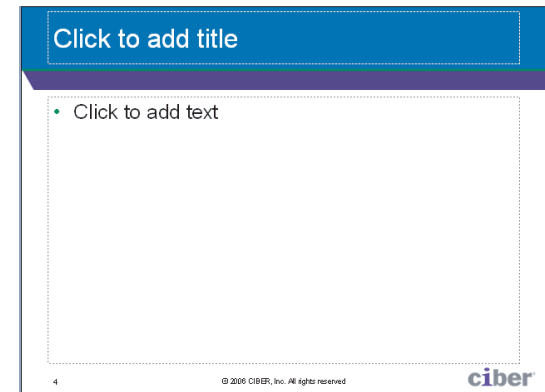 Click to add title
• Click to add text
4
© 2006 CIBER, Inc. All rights reserved
ciber